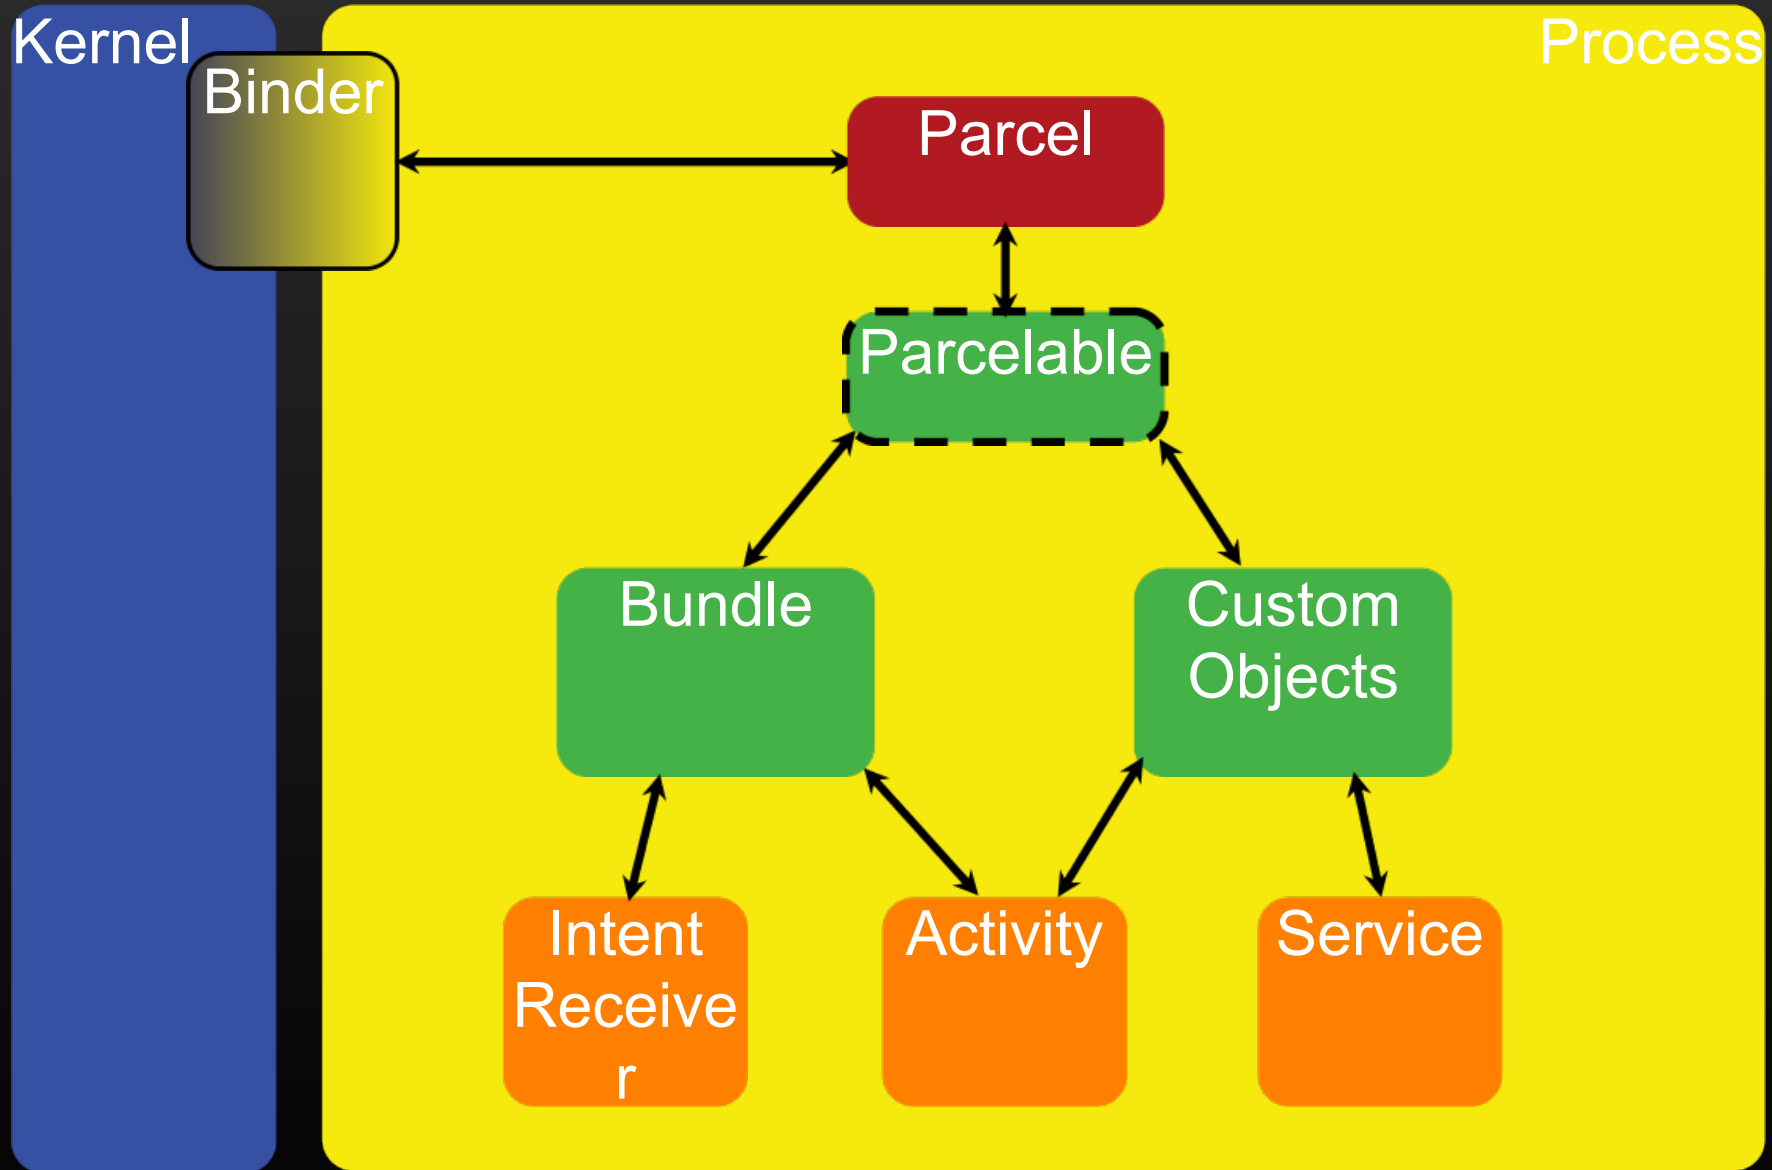 Kernel
Process
Binder
Parcel
Parcelable
Bundle
Custom
Objects
Intent
Receive
r
Activity
Service